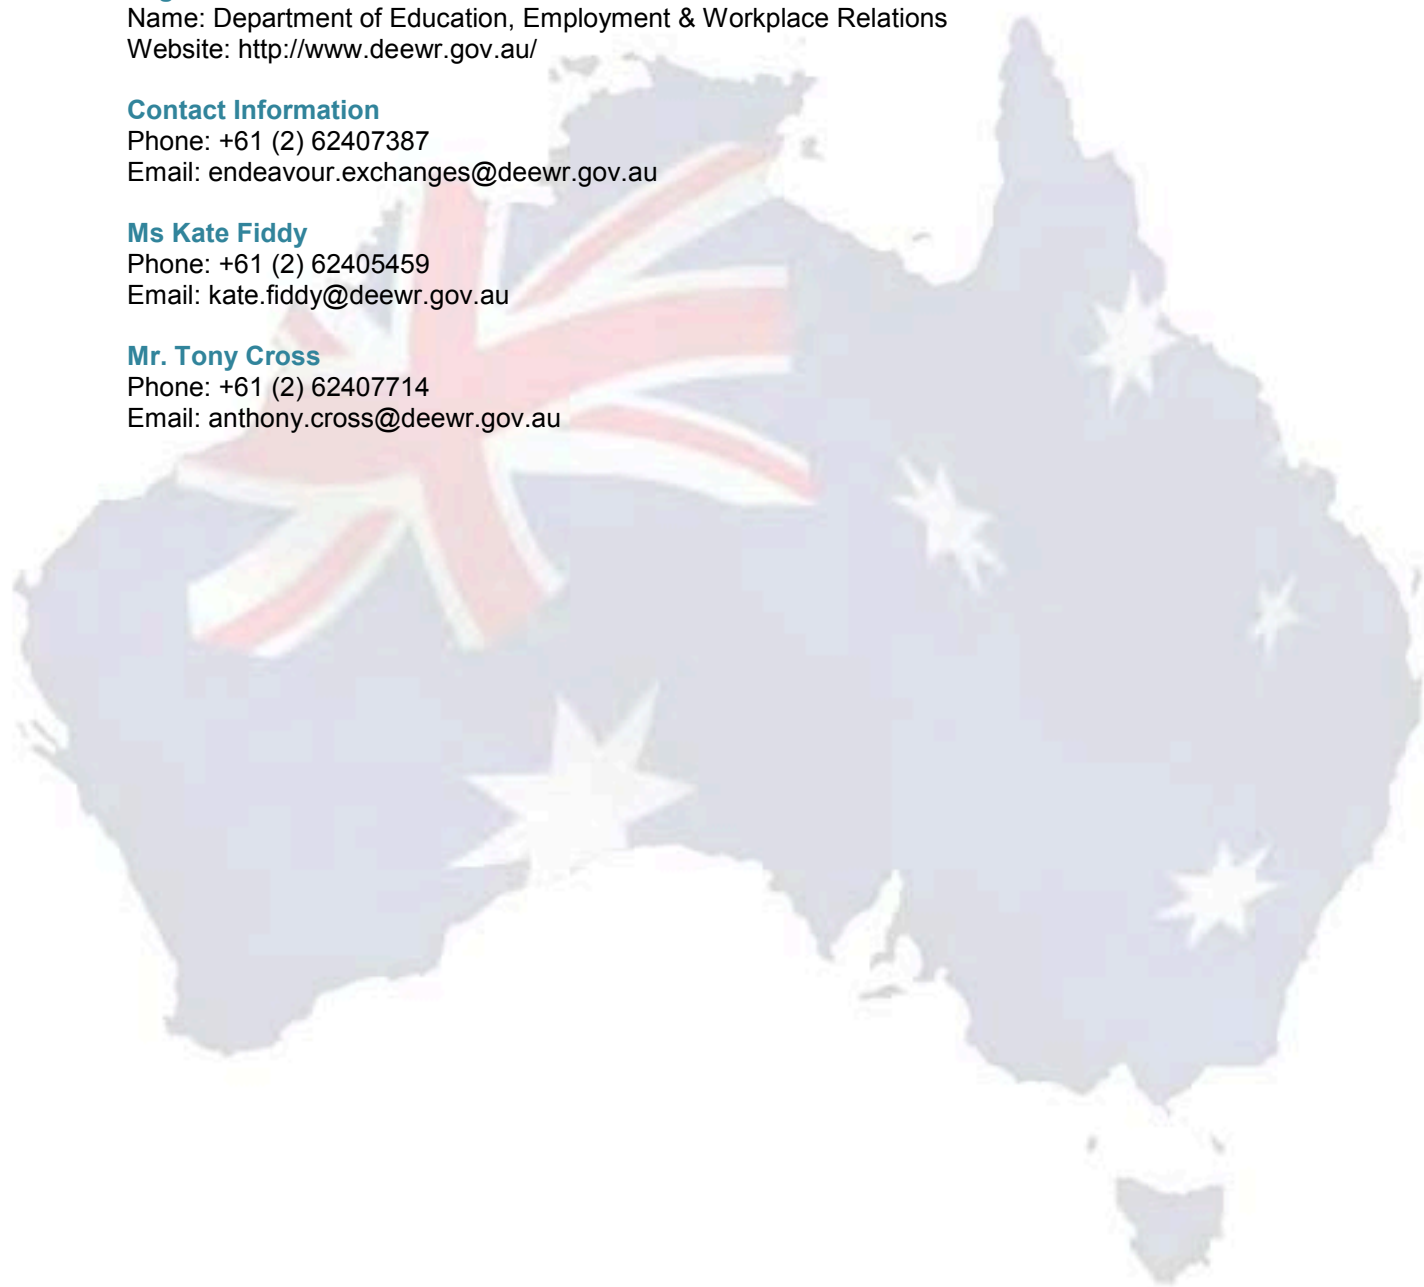 Name: Department of Education, Employment & Workplace Relations
Website: http://www.deewr.gov.au/
Contact Information
Phone: +61 (2) 62407387
Email: endeavour.exchanges@deewr.gov.au
Ms Kate Fiddy
Phone: +61 (2) 62405459
Email: kate.fiddy@deewr.gov.au
Mr. Tony Cross
Phone: +61 (2) 62407714
Email: anthony.cross@deewr.gov.au